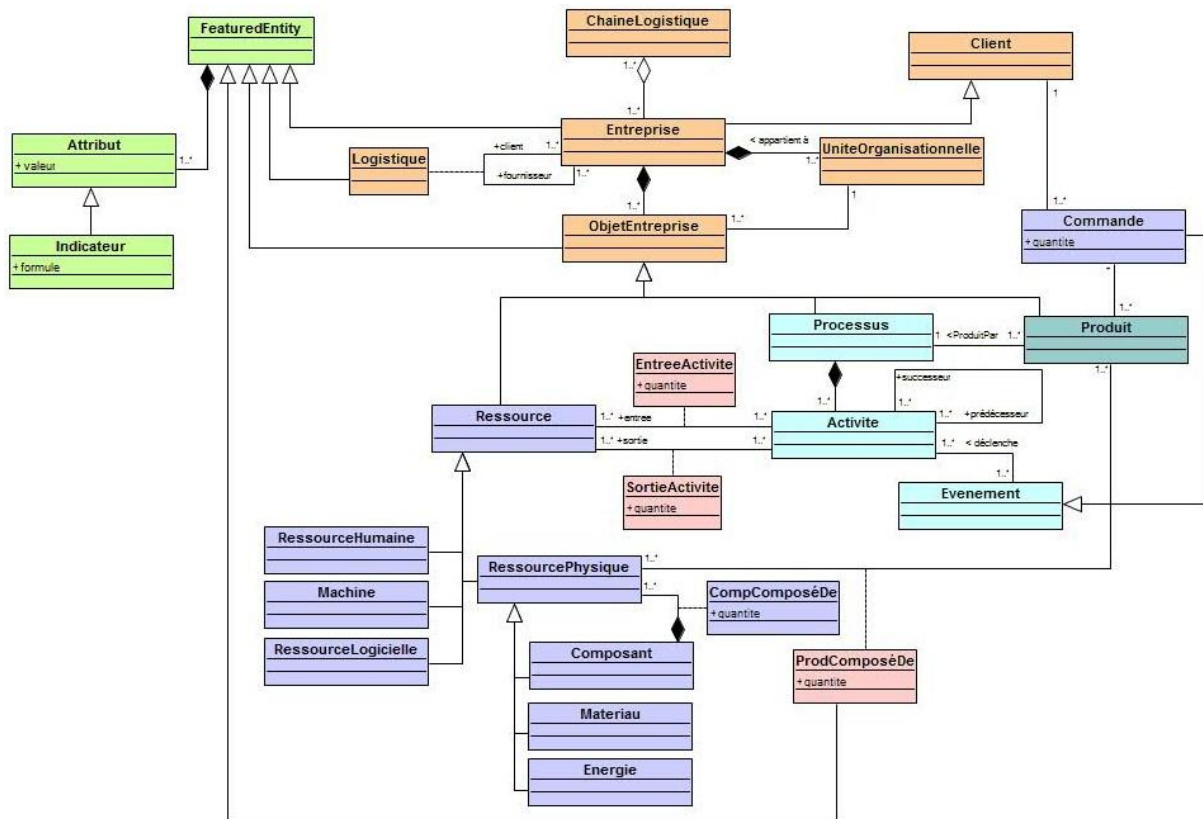 FeaturedEntity
ChaineLogistique
Client
1..*
1
1..*
Attribut
+ valeur
1..*
Entreprise
+client
1..*
+fournisseur
1..*
< appartient à
1..*
Logistique
UniteOrganisationnelle
1..*
1..*
1
1..*
ObjetEntreprise
Commande
+ quantite
Indicateur
+ formule
*
1..*
Processus
1
<ProduitPar
1..*
Produit
1..*
EntreeActivite
+ quantite
+successeur
1..*
1..*
+prédécesseur
1..*
Ressource
1..*
+entree
1..*
1..*
+sortie
1..*
Activite
1..*
< déclenche
1..*
SortieActivite
+ quantite
Evenement
RessourceHumaine
RessourcePhysique
1..*
1..*
Machine
CompComposéDe
+ quantite
RessourceLogicielle
Composant
ProdComposéDe
+ quantite
Materiau
Energie